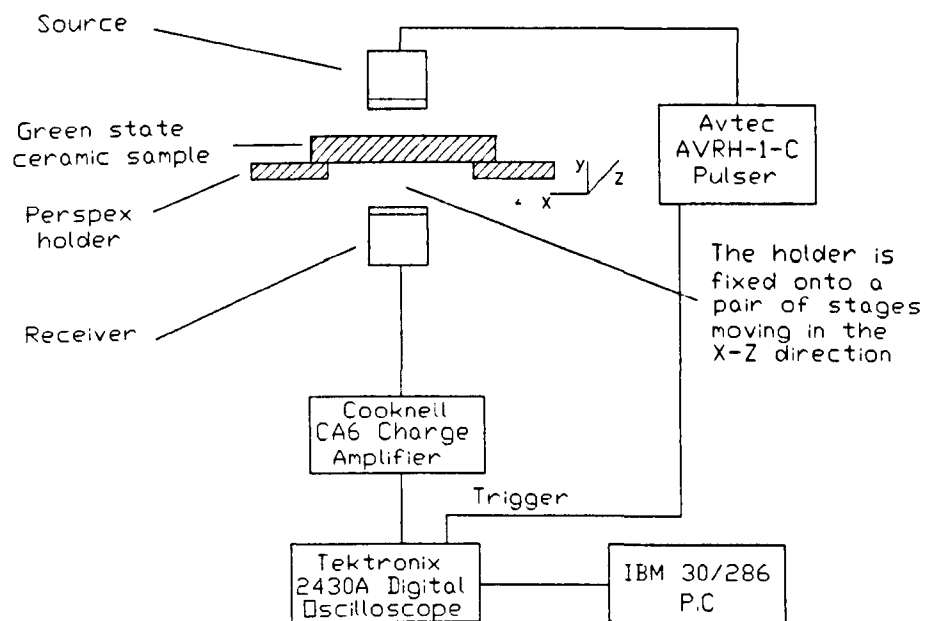 Source
Green state
ceramic sample
Perspex
holder
Receiver
Avtec
AVRH-1-C
Pulser
y
Z
X
The holder is
fixed onto a
pair of stages
moving in the
X-Z direction
Cooknell
CA6 Charge
Amplifier
Trigger
Tektronix
2430A Digital
Oscilloscope
IBM 30/286
P.C